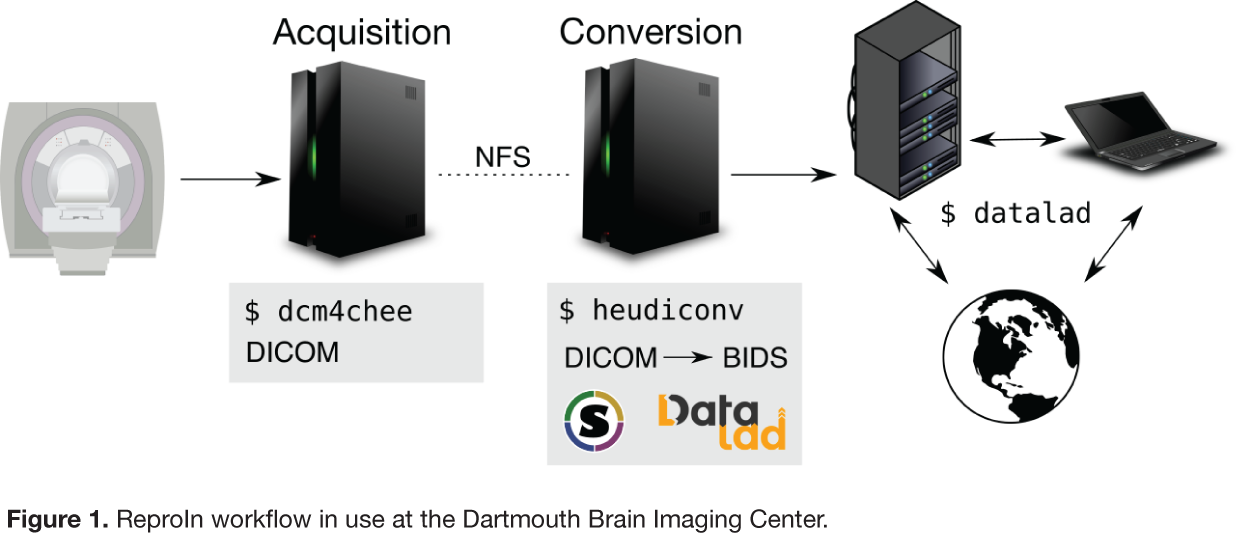 Acquisition
Conversion
NFS
$ datalad
$ dcm4chee
DICOM
$ heudiconv
DICOM → BIDS
S
Data
lad
Figure 1. ReproIn workflow in use at the Dartmouth Brain Imaging Center.